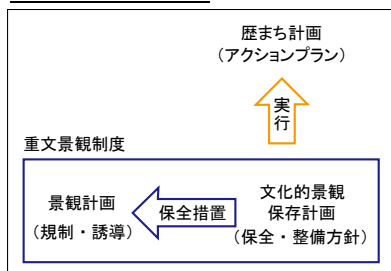 歴まち計画
（アクションプラン）
実行
重文景観制度
景観計画
（規制・誘導）
保全措置
文化的景観
保存計画
（保全・整備方針）